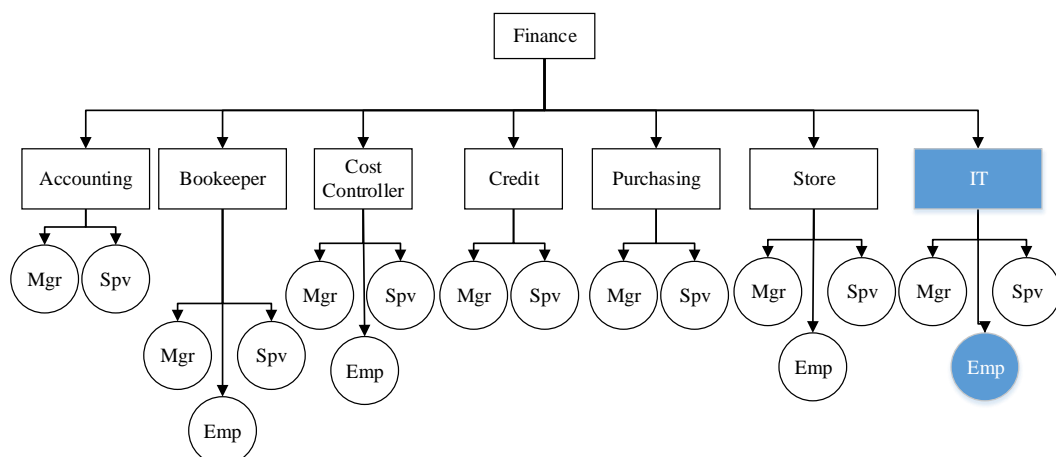 Finance
Accounting
Bookeeper
Cost
Controller
Credit
Purchasing
Store
IT
Mgr
Spv
Mgr
Spv
Emp
Mgr
Spv
Emp
Mgr
Spv
Mgr
Spv
Mgr
Spv
Emp
Mgr
Spv
Emp